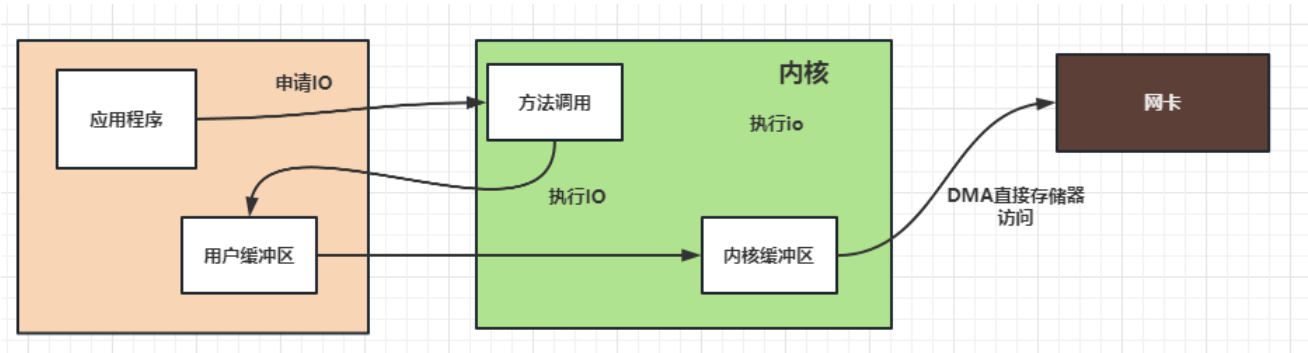 申请IO
内核
应用程序
方法调用
网卡
执行io
执行IO
DMA直接存储器
访问
用户缓冲区
内核缓冲区